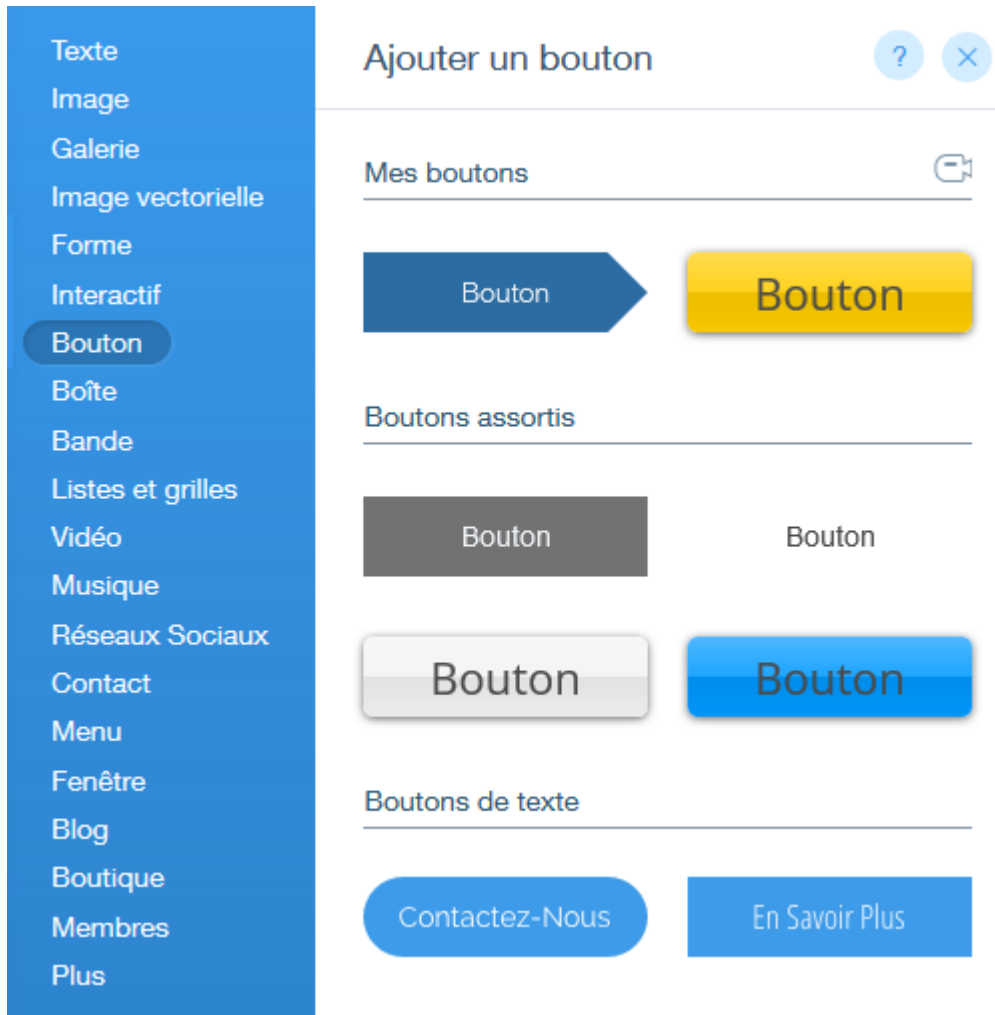 Texte
Image
Galerie
Image vectorielle
Forme
Interactif
Bouton
Boîte
Bande
Listes et grilles
Vidéo
Musique
Réseaux Sociaux
Contact
Menu
Fenêtre
Blog
Boutique
Membres
Plus
Ajouter un bouton ? ×
Mes boutons
Bouton Bouton
Boutons assortis
Bouton Bouton
Bouton Bouton
Boutons de texte
Contactez-Nous En Savoir Plus